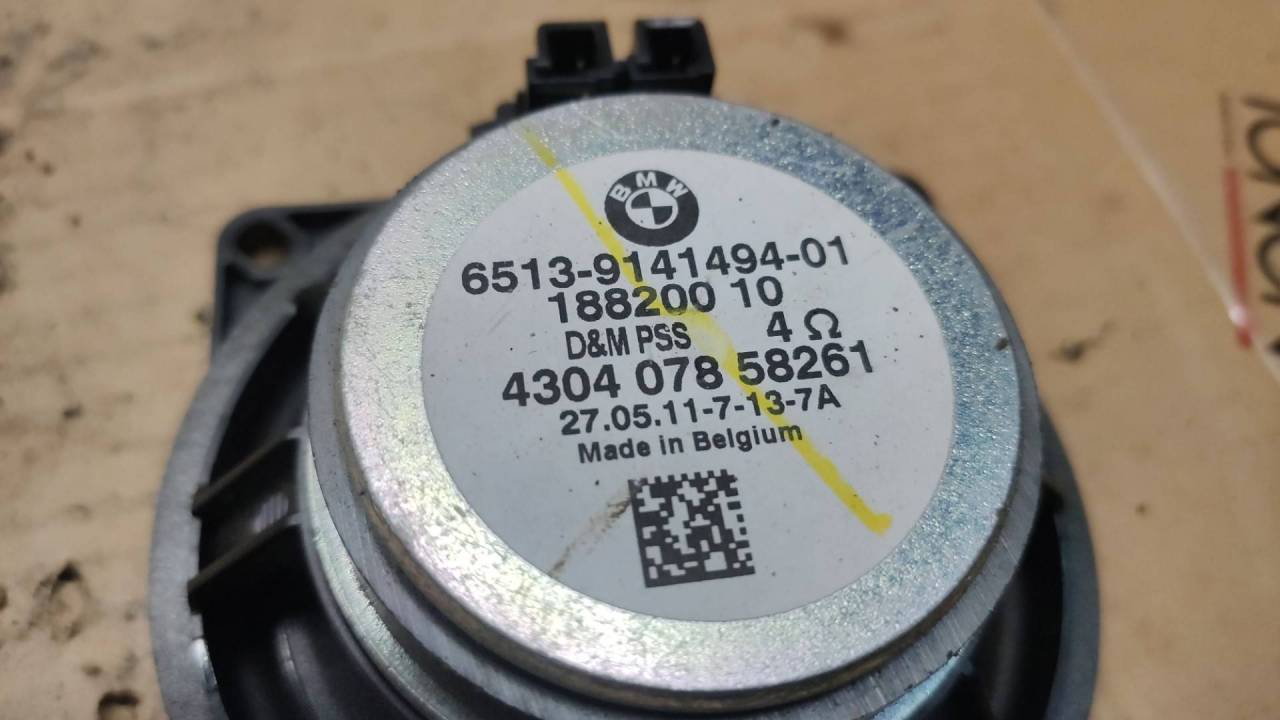 BMW
6513-9141494-01
188200 10
D&M PSS 4 Ω
4304 078 58261
27.05.11-7-13-7A
Made in Belgium